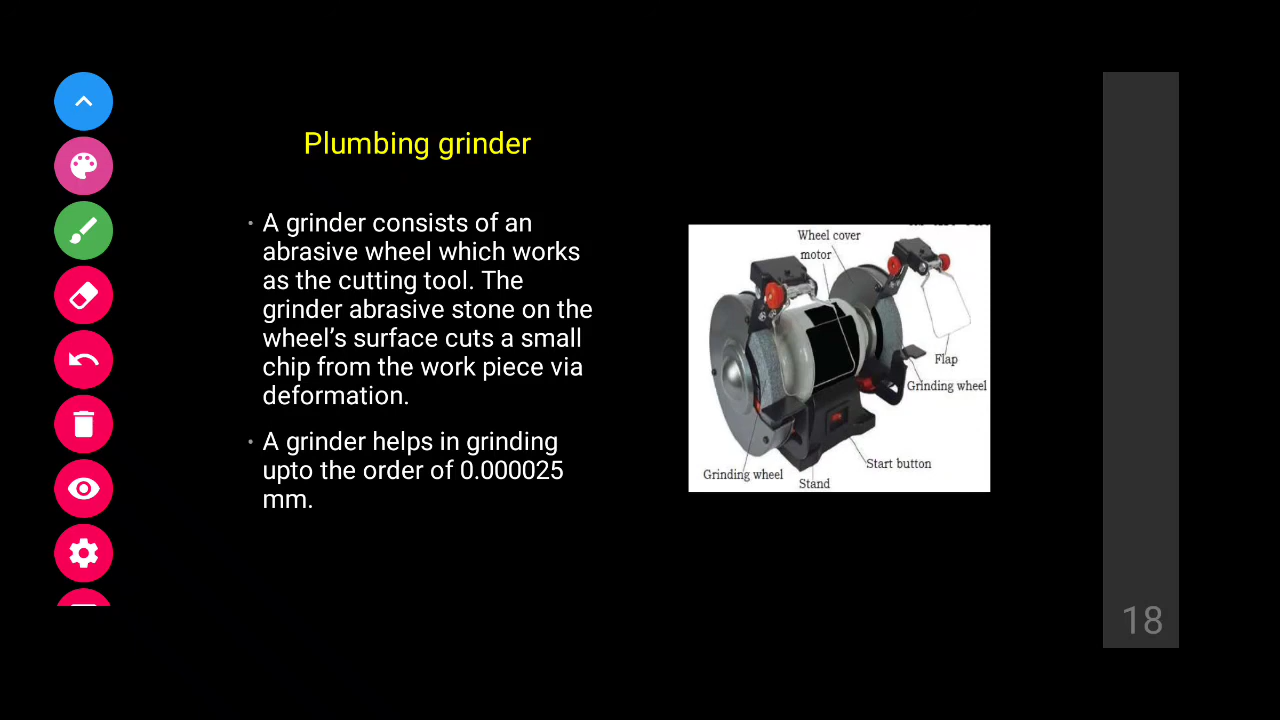 Plumbing grinder
• A grinder consists of an
abrasive wheel which works
as the cutting tool. The
grinder abrasive stone on the
wheel’s surface cuts a small
chip from the work piece via
deformation.
• A grinder helps in grinding
upto the order of 0.000025
mm.
Wheel cover
motor
Flap
Grinding wheel
Start button
Grinding wheel
Stand
18